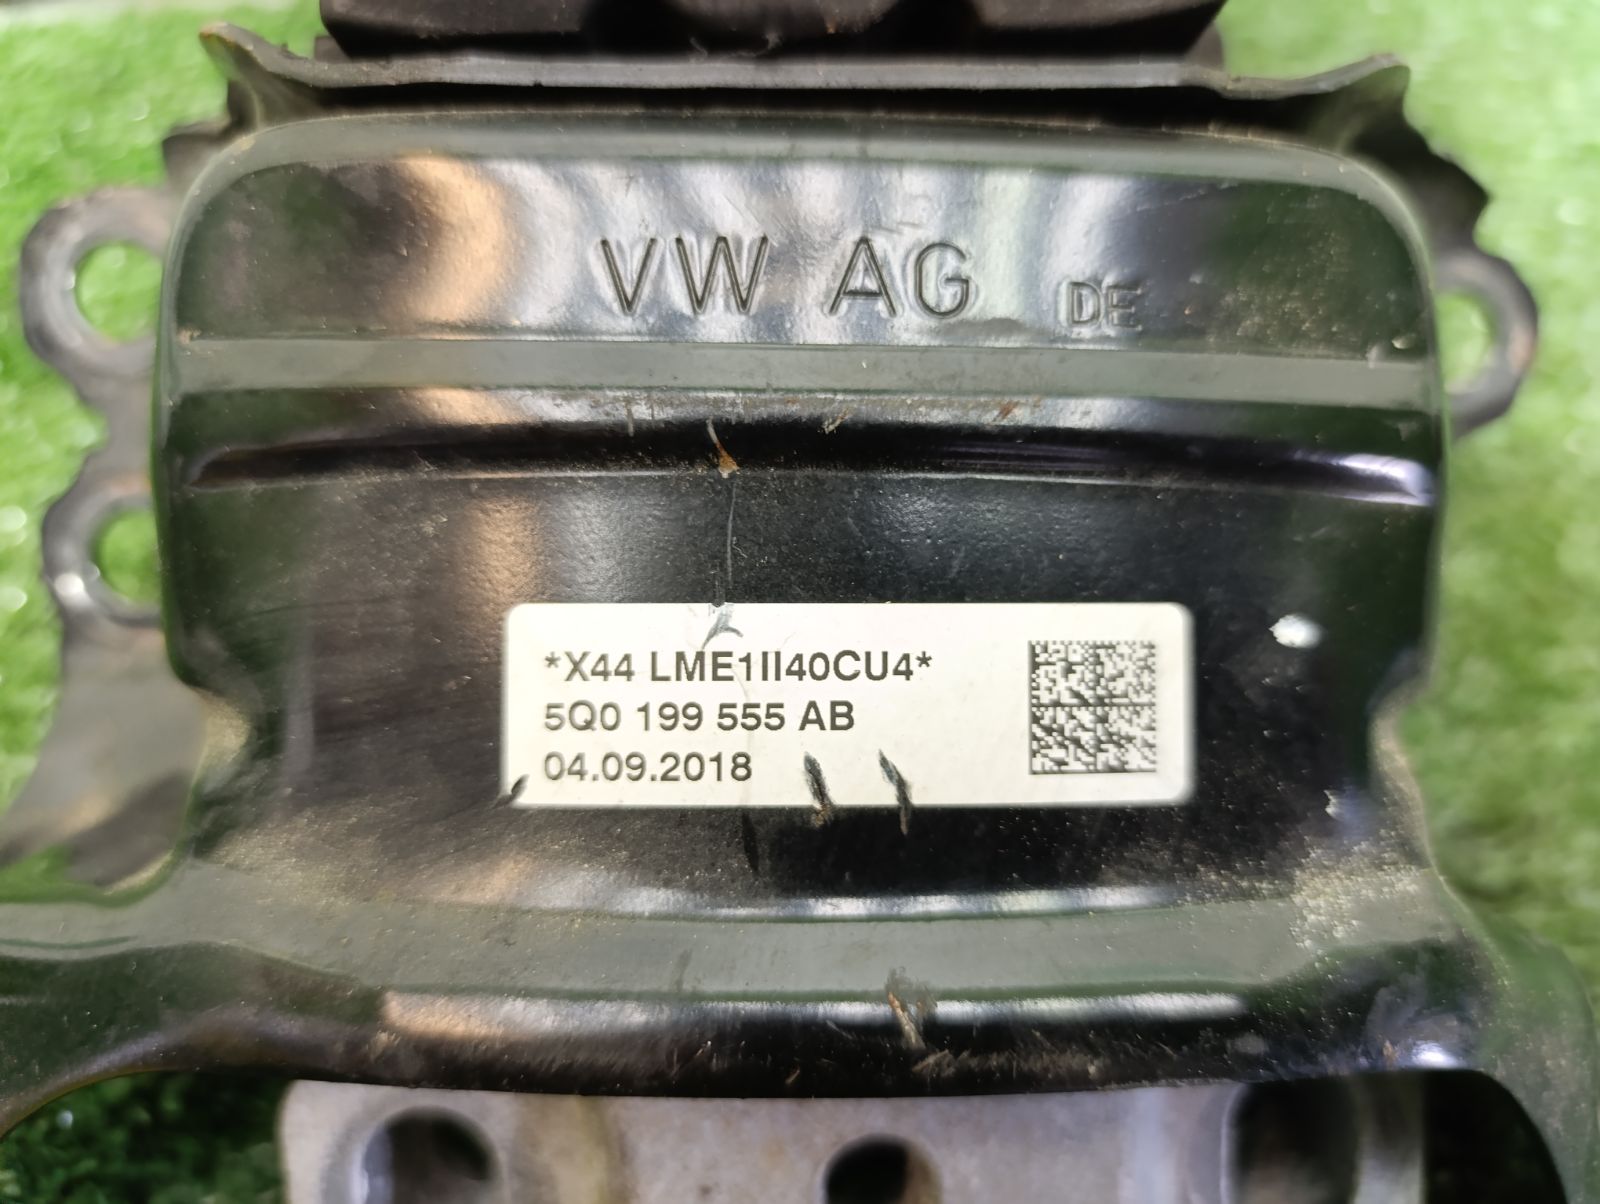 VW AG DE
*X44 LME1II40CU4*
5Q0 199 555 AB
04.09.2018